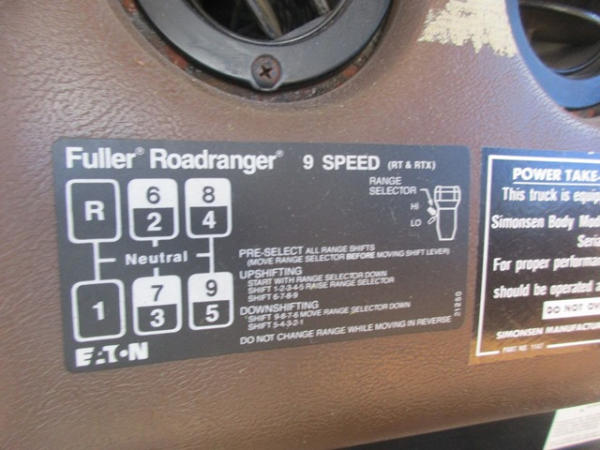 Fuller® Roadranger® 9 SPEED (RT & RTX)
RANGE
SELECTOR
HI
LO
R 6 8
2 4
Neutral
1 7 9
3 5
PRE-SELECT ALL RANGE SHIFTS
(MOVE RANGE SELECTOR BEFORE MOVING SHIFT LEVER)
UPSHIFTING
START WITH RANGE SELECTOR DOWN
SHIFT 1-2-3-4-5 RAISE RANGE SELECTOR
SHIFT 6-7-8-9
DOWNSHIFTING
SHIFT 9-8-7-6 MOVE RANGE SELECTOR DOWN
SHIFT 5-4-3-2-1
DO NOT CHANGE RANGE WHILE MOVING IN REVERSE
EATON
POWER TAKE-
This truck is equip
Simonsen Body Mod
Seria
For proper performan
should be operated a
DO NOT OV
SIMONSEN MANUFACTU
PART NO.